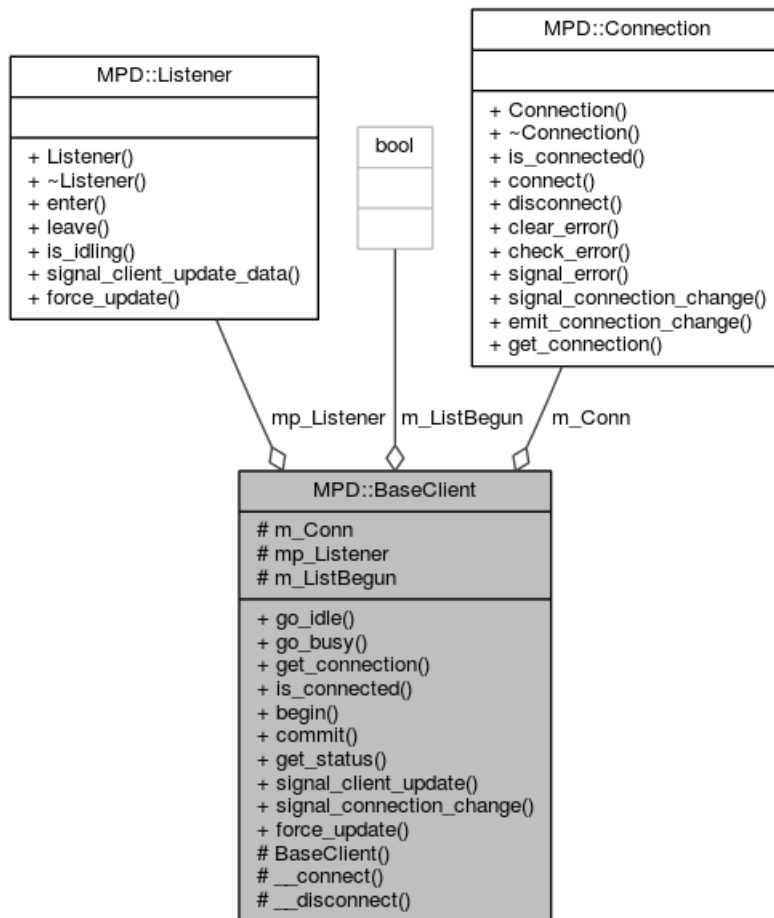 MPD::Connection
+ Connection()
+ ~Connection()
+ is_connected()
+ connect()
+ disconnect()
+ clear_error()
+ check_error()
+ signal_error()
+ signal_connection_change()
+ emit_connection_change()
+ get_connection()
MPD::Listener
+ Listener()
+ ~Listener()
+ enter()
+ leave()
+ is_idling()
+ signal_client_update_data()
+ force_update()
bool
mp_Listener
m_ListBegun
m_Conn
MPD::BaseClient
# m_Conn
# mp_Listener
# m_ListBegun
+ go_idle()
+ go_busy()
+ get_connection()
+ is_connected()
+ begin()
+ commit()
+ get_status()
+ signal_client_update()
+ signal_connection_change()
+ force_update()
# BaseClient()
# __connect()
# __disconnect()